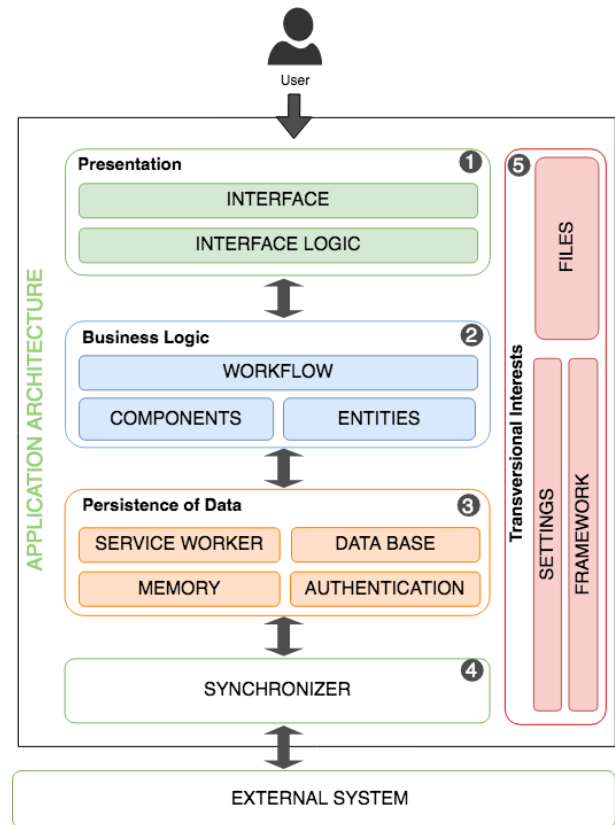 User
APPLICATION ARCHITECTURE
Presentation
1
INTERFACE
INTERFACE LOGIC
Business Logic
2
WORKFLOW
COMPONENTS
ENTITIES
Persistence of Data
3
SERVICE WORKER
DATA BASE
MEMORY
AUTHENTICATION
4
SYNCHRONIZER
5
Transversional Interests
FILES
SETTINGS
FRAMEWORK
EXTERNAL SYSTEM